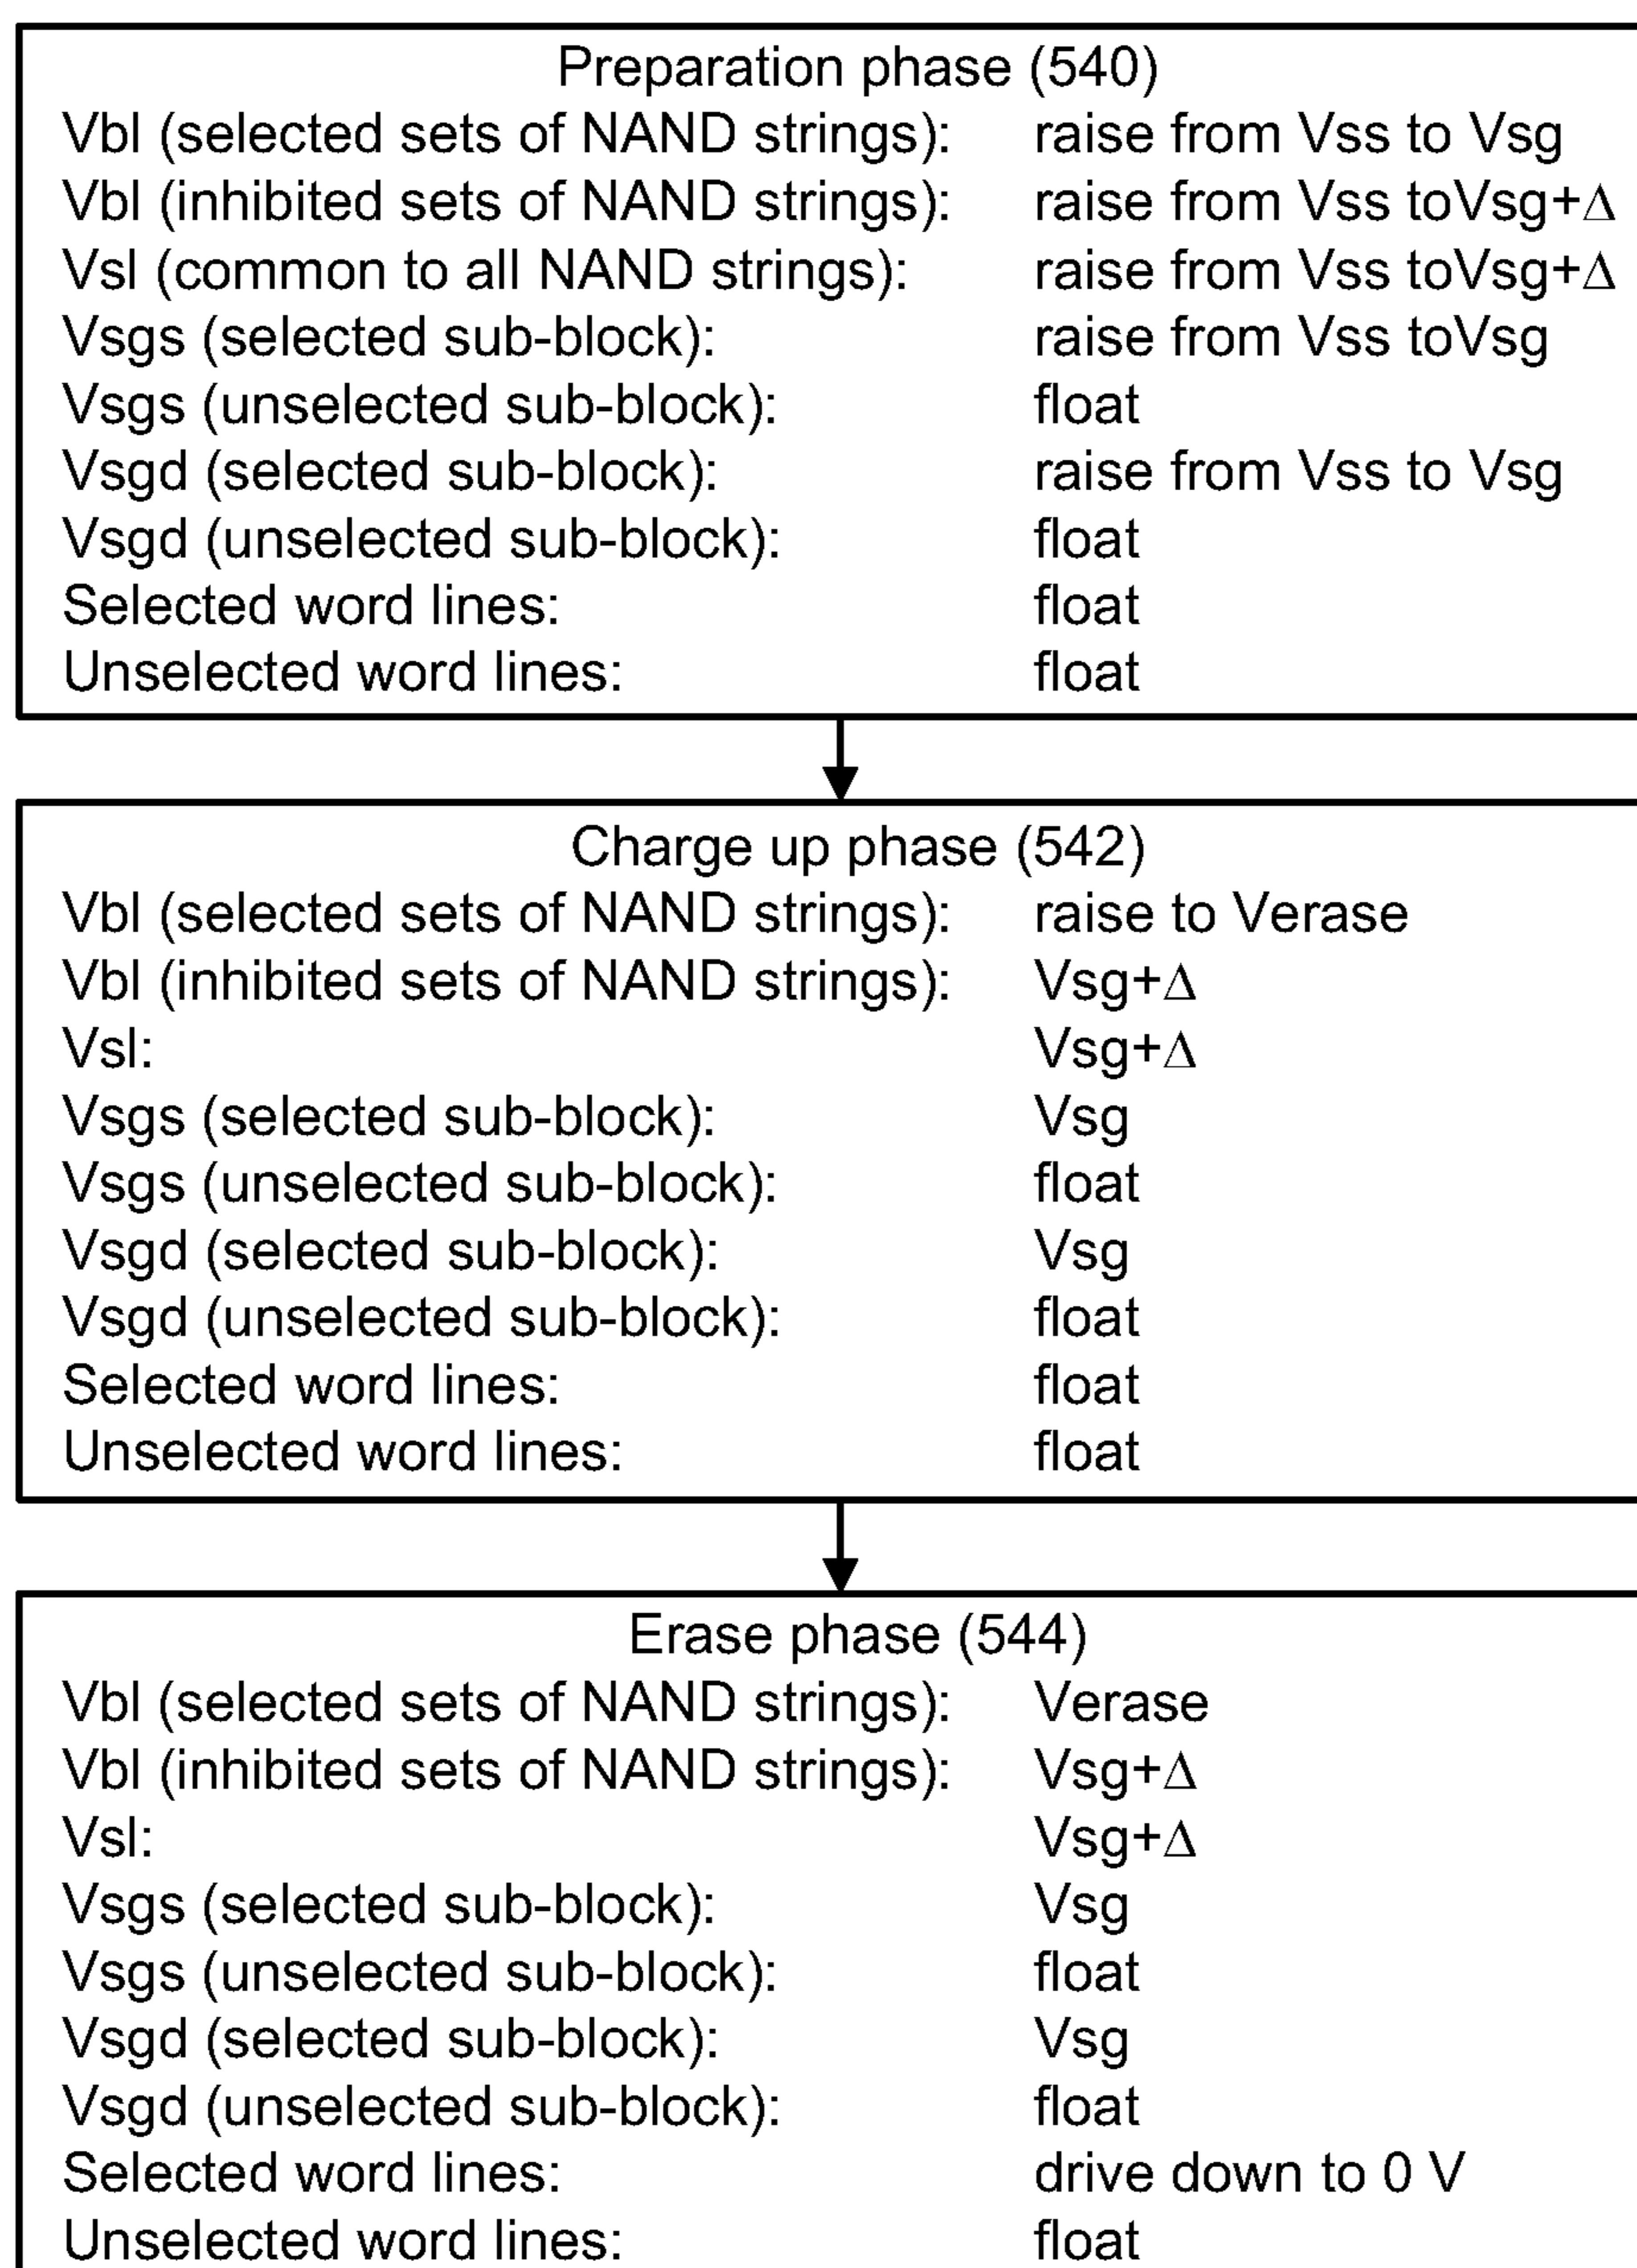 Preparation phase (540)
Vbl (selected sets of NAND strings): raise from Vss to Vsg
Vbl (inhibited sets of NAND strings): raise from Vss toVsg+Δ
Vsl (common to all NAND strings): raise from Vss toVsg+Δ
Vsgs (selected sub-block): raise from Vss toVsg
Vsgs (unselected sub-block): float
Vsgd (selected sub-block): raise from Vss to Vsg
Vsgd (unselected sub-block): float
Selected word lines: float
Unselected word lines: float
Charge up phase (542)
Vbl (selected sets of NAND strings): raise to Verase
Vbl (inhibited sets of NAND strings): Vsg+Δ
Vsl: Vsg+Δ
Vsgs (selected sub-block): Vsg
Vsgs (unselected sub-block): float
Vsgd (selected sub-block): Vsg
Vsgd (unselected sub-block): float
Selected word lines: float
Unselected word lines: float
Erase phase (544)
Vbl (selected sets of NAND strings): Verase
Vbl (inhibited sets of NAND strings): Vsg+Δ
Vsl: Vsg+Δ
Vsgs (selected sub-block): Vsg
Vsgs (unselected sub-block): float
Vsgd (selected sub-block): Vsg
Vsgd (unselected sub-block): float
Selected word lines: drive down to 0 V
Unselected word lines: float